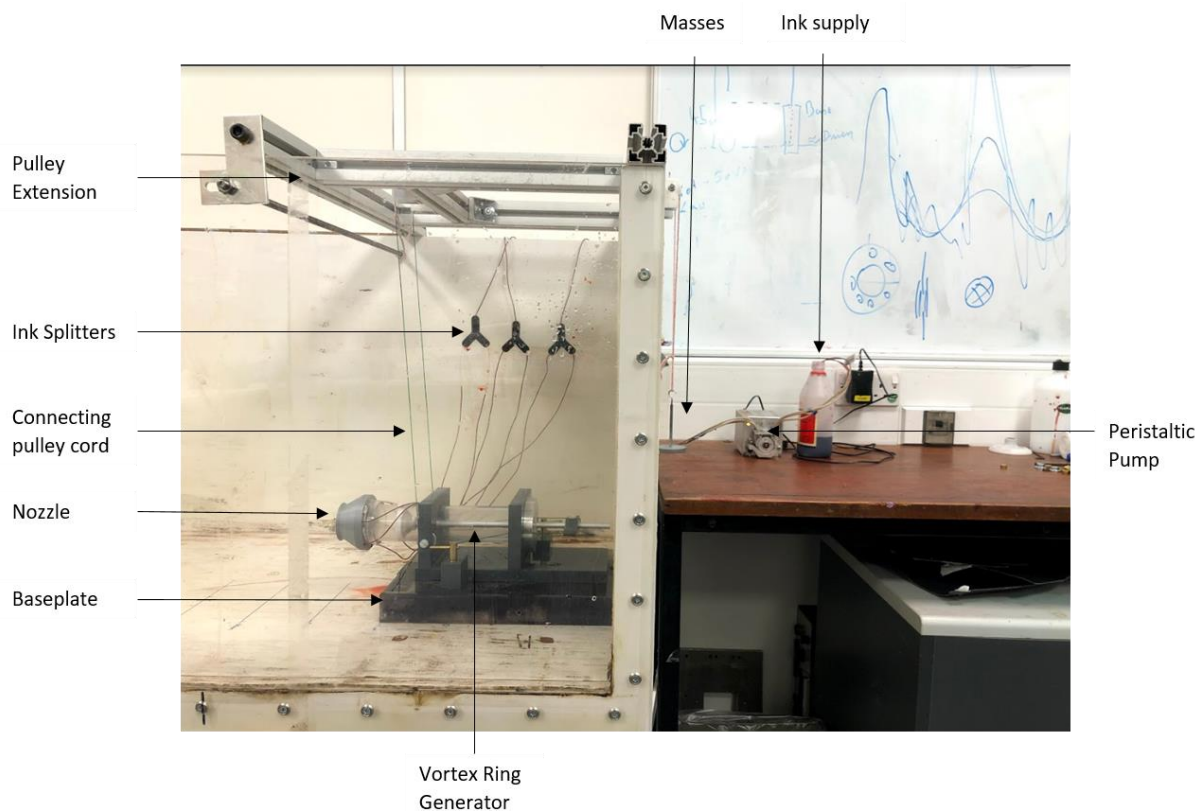 Masses
Ink supply
Pulley
Extension
Ink Splitters
Connecting
pulley cord
Nozzle
Baseplate
Peristaltic
Pump
Vortex Ring
Generator